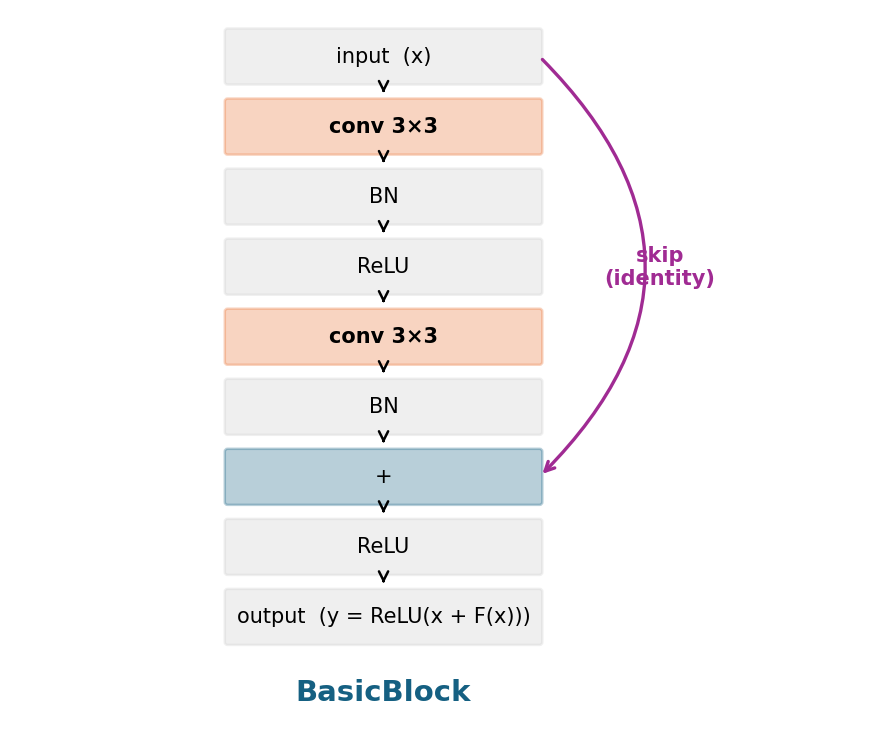 input  (x)
conv 3×3
BN
ReLU
skip
(identity)
conv 3×3
BN
+
ReLU
output  (y = ReLU(x + F(x)))
BasicBlock